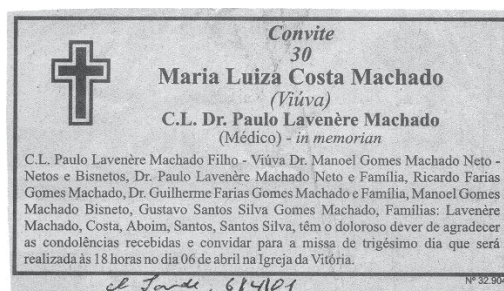 Convite
30
Maria Luiza Costa Machado
(Viúva)
C.L. Dr. Paulo Lavenère Machado
(Médico) - in memorian
C.L. Paulo Lavenère Machado Filho - Viúva Dr. Manoel Gomes Machado Neto -
Netos e Bisnetos, Dr. Paulo Lavenère Machado Neto e Família, Ricardo Farias
Gomes Machado, Dr. Guilherme Farias Gomes Machado e Família, Manoel Gomes
Machado Bisneto, Gustavo Santos Silva Gomes Machado, Famílias: Lavenère
Machado, Costa, Aboim, Santos, Santos Silva, têm o doloroso dever de agradecer
as condolências recebidas e convidar para a missa de trigésimo dia que será
realizada às 18 horas no dia 06 de abril na Igreja da Vitória.
Nº 32.904
Tarde, 6/4/01